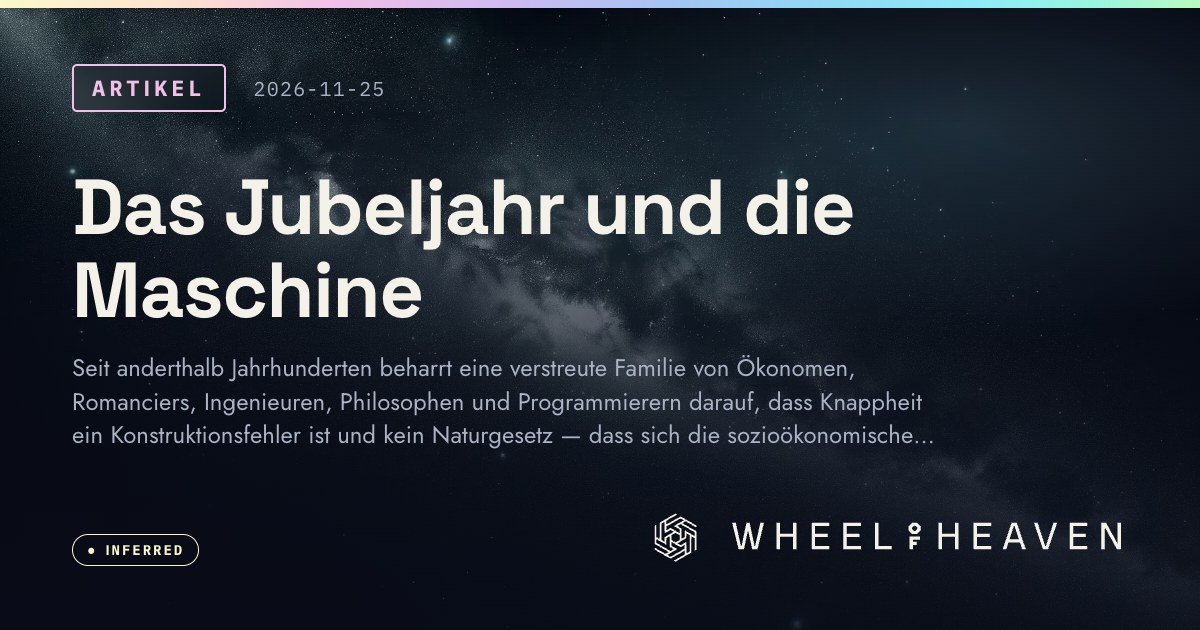 ARTIKEL 2026-11-25
Das Jubeljahr und die
Maschine
Seit anderthalb Jahrhunderten beharrt eine verstreute Familie von Ökonomen,
Romanciers, Ingenieuren, Philosophen und Programmierern darauf, dass Knappheit
ein Konstruktionsfehler ist und kein Naturgesetz — dass sich die sozioökonomische…
• INFERRED
WHEEL OF HEAVEN